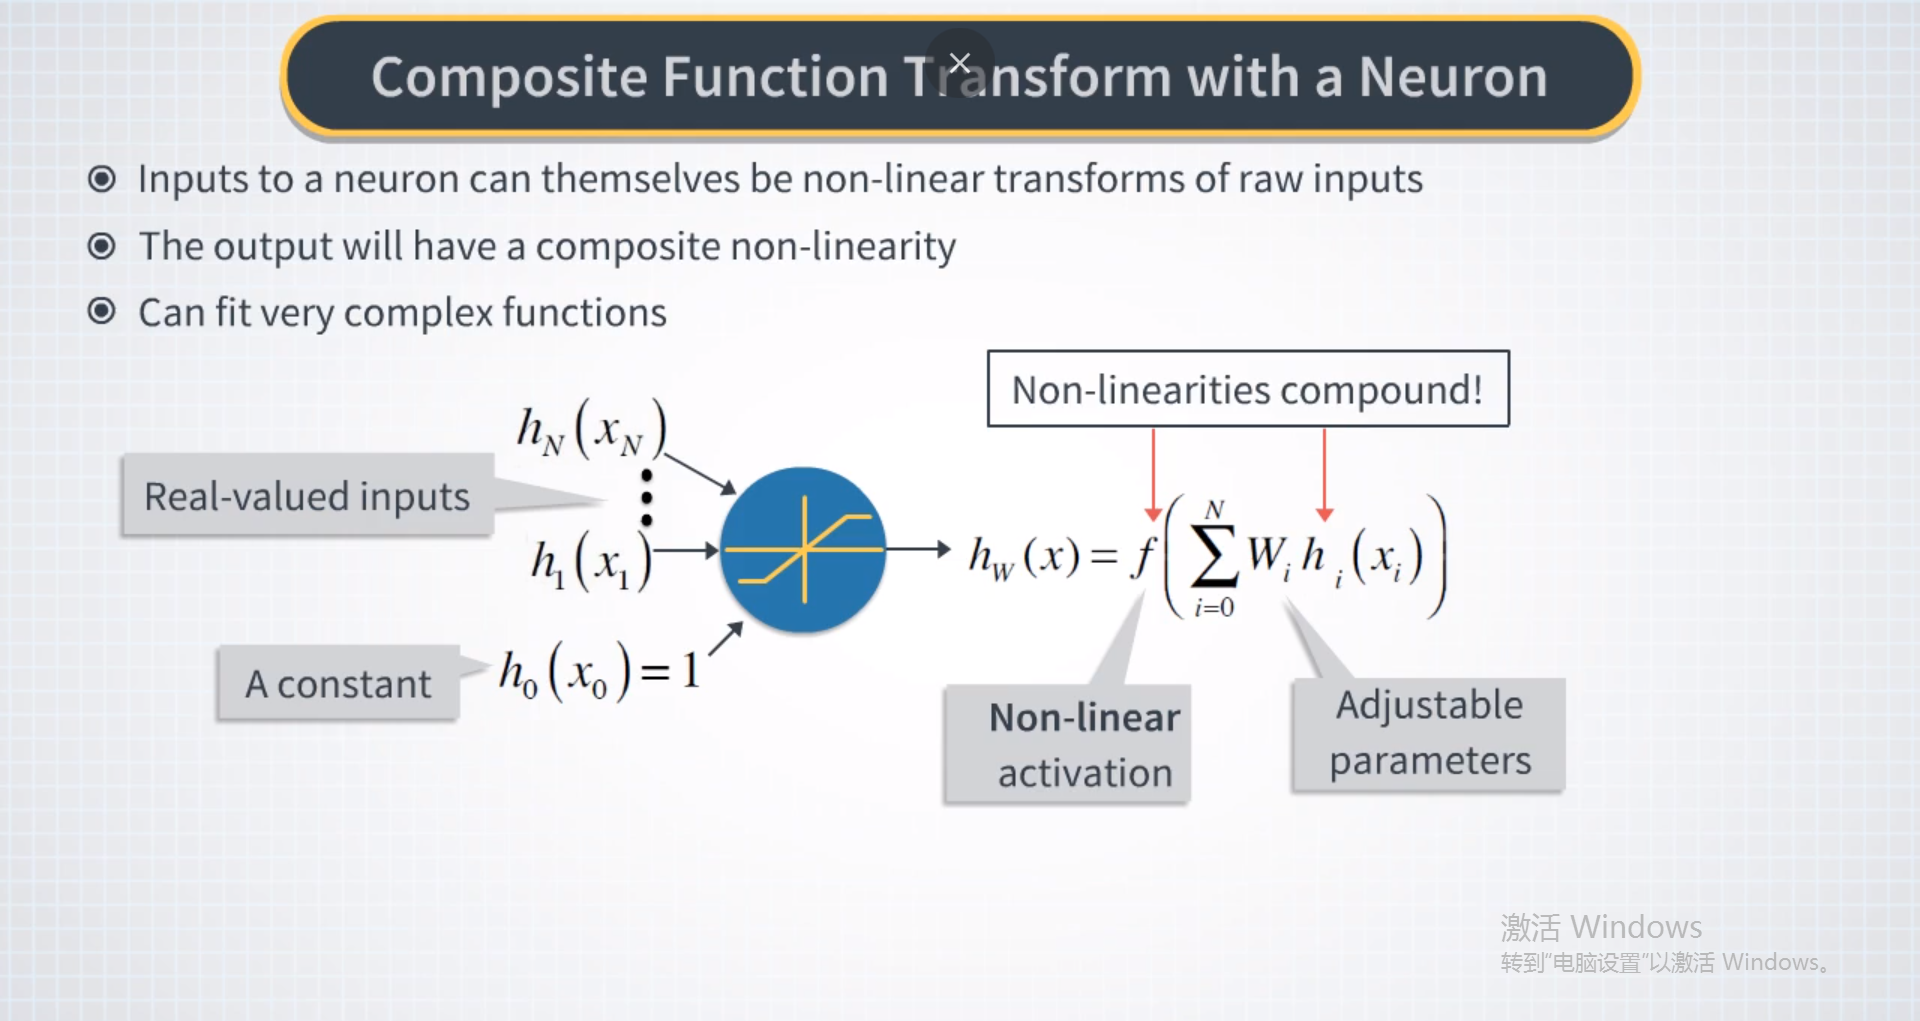 Composite Function Transform with a Neuron
Inputs to a neuron can themselves be non-linear transforms of raw inputs
The output will have a composite non-linearity
Can fit very complex functions
Non-linearities compound!
h_N(x_N)
Real-valued inputs
h_1(x_1)
h_W(x) = f(∑_{i=0}^{N} W_i h_i(x_i))
A constant
h_0(x_0) = 1
Non-linear
activation
Adjustable
parameters
激活 Windows
转到“电脑设置”以激活 Windows。